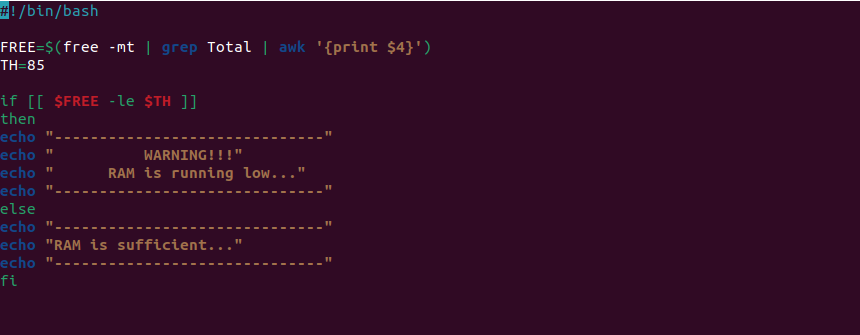 #!/bin/bash

FREE=$(free -mt | grep Total | awk '{print $4}')
TH=85

if [[ $FREE -le $TH ]]
then
echo "------------------------------"
echo "          WARNING!!!"
echo "      RAM is running low..."
echo "------------------------------"
else
echo "------------------------------"
echo "RAM is sufficient..."
echo "------------------------------"
fi